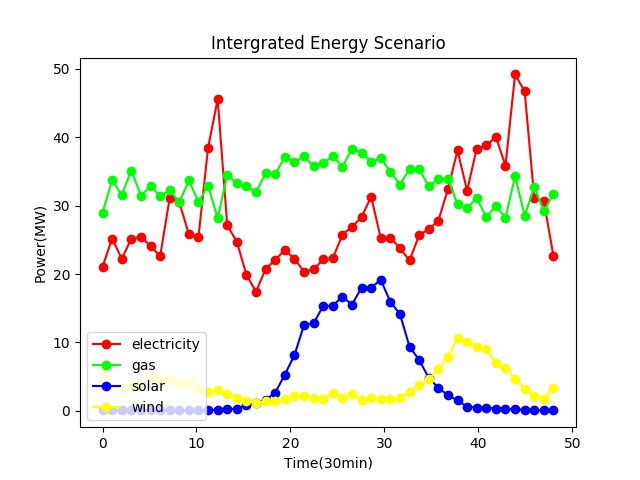 Intergrated Energy Scenario
Power(MW)
50
40
30
20
10
0
electricity
gas
solar
wind
0 10 20 30 40 50
Time(30min)